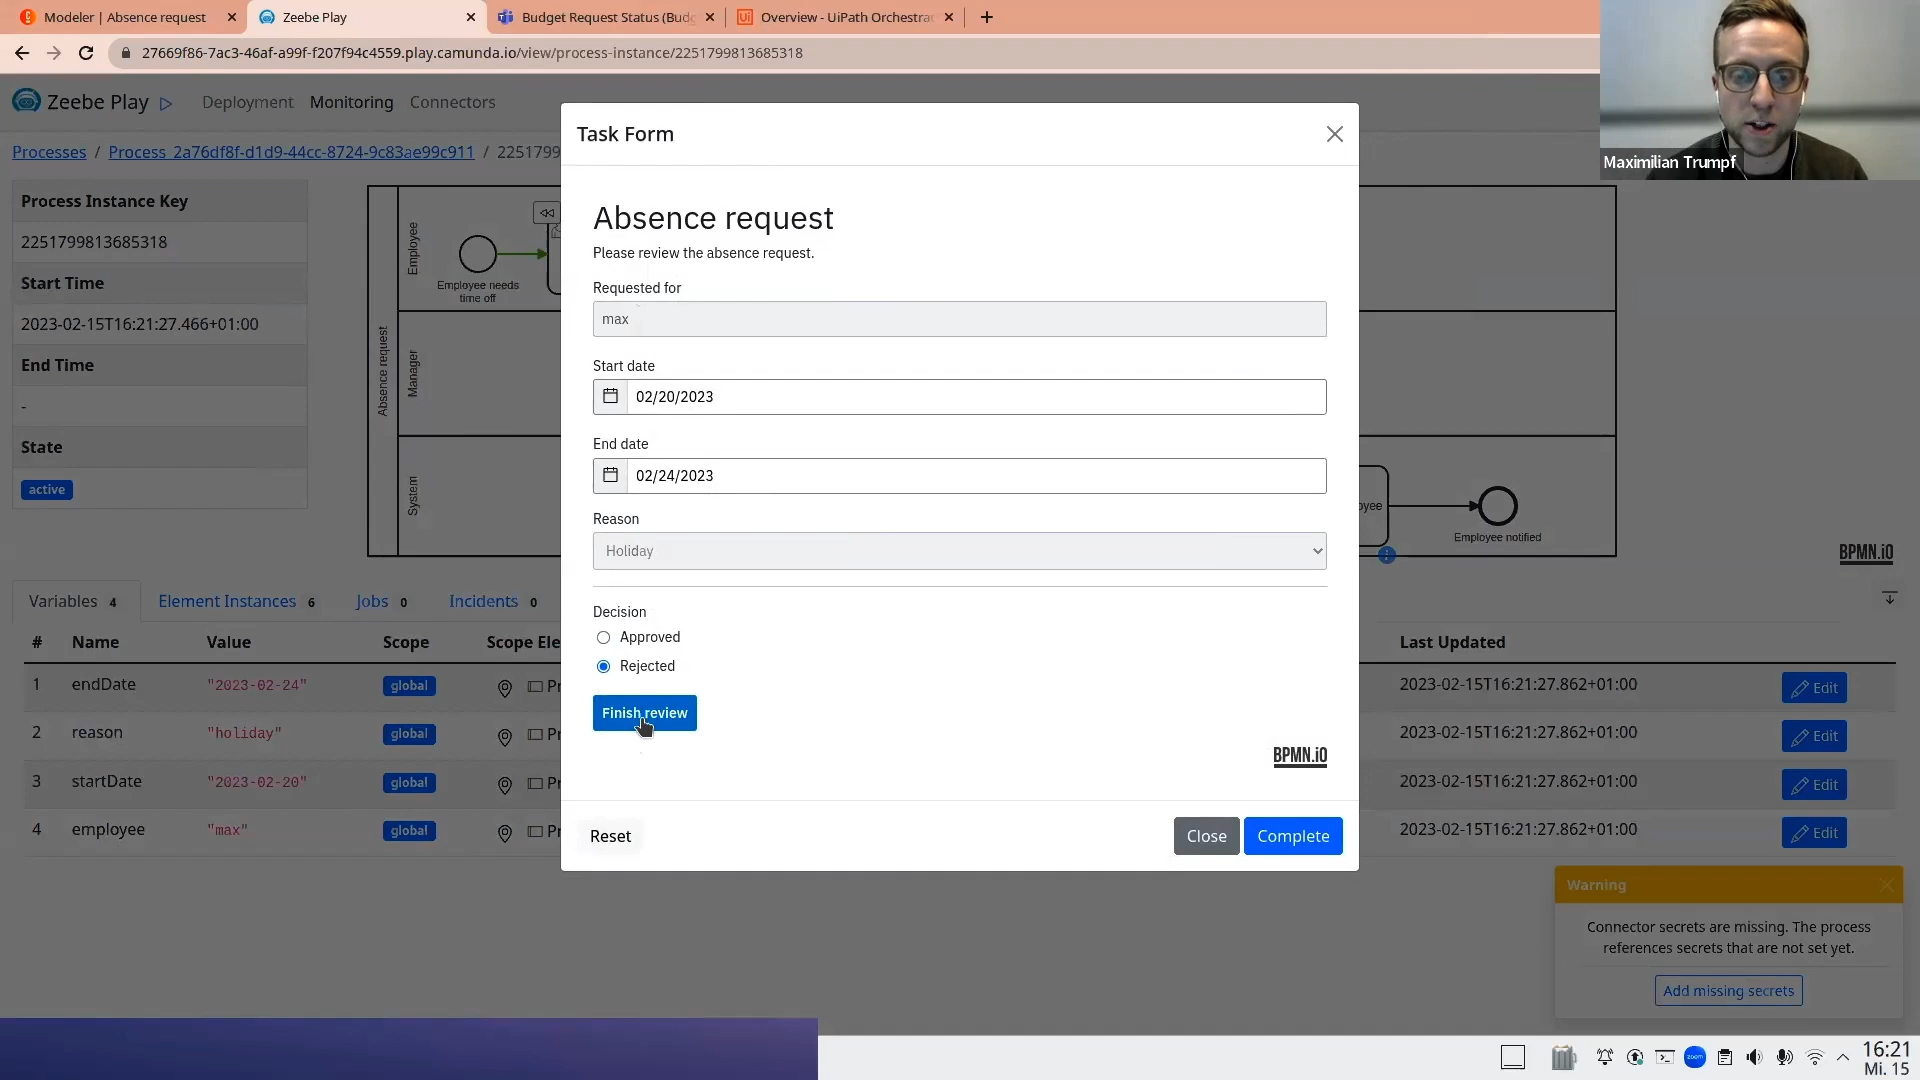 Modeler | Absence request
Zeebe Play
Budget Request Status (Budg
Overview - UiPath Orchestra
27669f86-7ac3-46af-a99f-f207f94c4559.play.camunda.io/view/process-instance/2251799813685318
Zeebe Play
Deployment
Monitoring
Connectors
Processes / Process_2a76df8f-d1d9-44cc-8724-9c83ae99c911 / 225179
Process Instance Key
2251799813685318
Start Time
2023-02-15T16:21:27.466+01:00
End Time
-
State
active
Absence request
Employee
Manager
System
Employee needs
time off
oyee
Employee notified
BPMN.iO
Task Form
Absence request
Please review the absence request.
Requested for
max
Start date
02/20/2023
End date
02/24/2023
Reason
Holiday
Decision
Approved
Rejected
Finish review
BPMN.iO
Reset
Close
Complete
Maximilian Trumpf
Variables 4
Element Instances 6
Jobs 0
Incidents 0
# Name Value Scope Scope Ele Last Updated
1 endDate "2023-02-24" global Pr 2023-02-15T16:21:27.862+01:00 Edit
2 reason "holiday" global Pr 2023-02-15T16:21:27.862+01:00 Edit
3 startDate "2023-02-20" global Pr 2023-02-15T16:21:27.862+01:00 Edit
4 employee "max" global Pr 2023-02-15T16:21:27.862+01:00 Edit
Warning
Connector secrets are missing. The process
references secrets that are not set yet.
Add missing secrets
zoom
16:21
Mi. 15